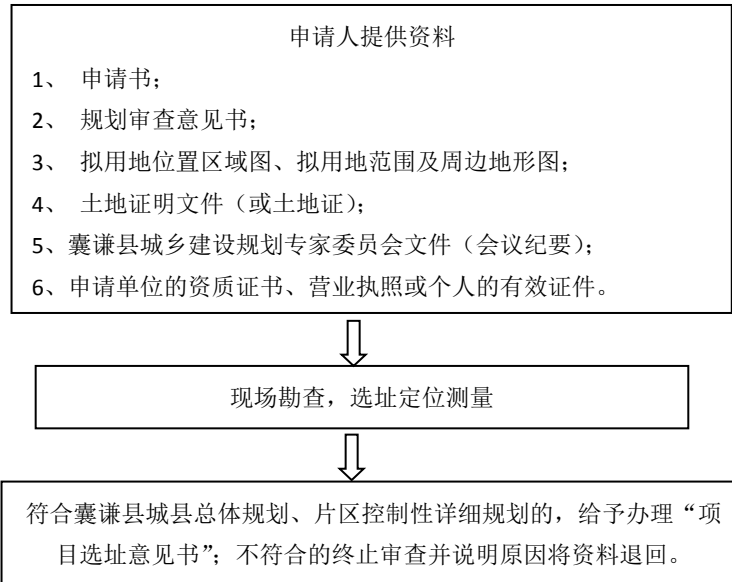 申请人提供资料
1、 申请书；
2、 规划审查意见书；
3、 拟用地位置区域图、拟用地范围及周边地形图；
4、 土地证明文件（或土地证）；
5、囊谦县城乡建设规划专家委员会文件（会议纪要）；
6、申请单位的资质证书、营业执照或个人的有效证件。
现场勘查，选址定位测量
符合囊谦县城县总体规划、片区控制性详细规划的，给予办理“项
目选址意见书”；不符合的终止审查并说明原因将资料退回。